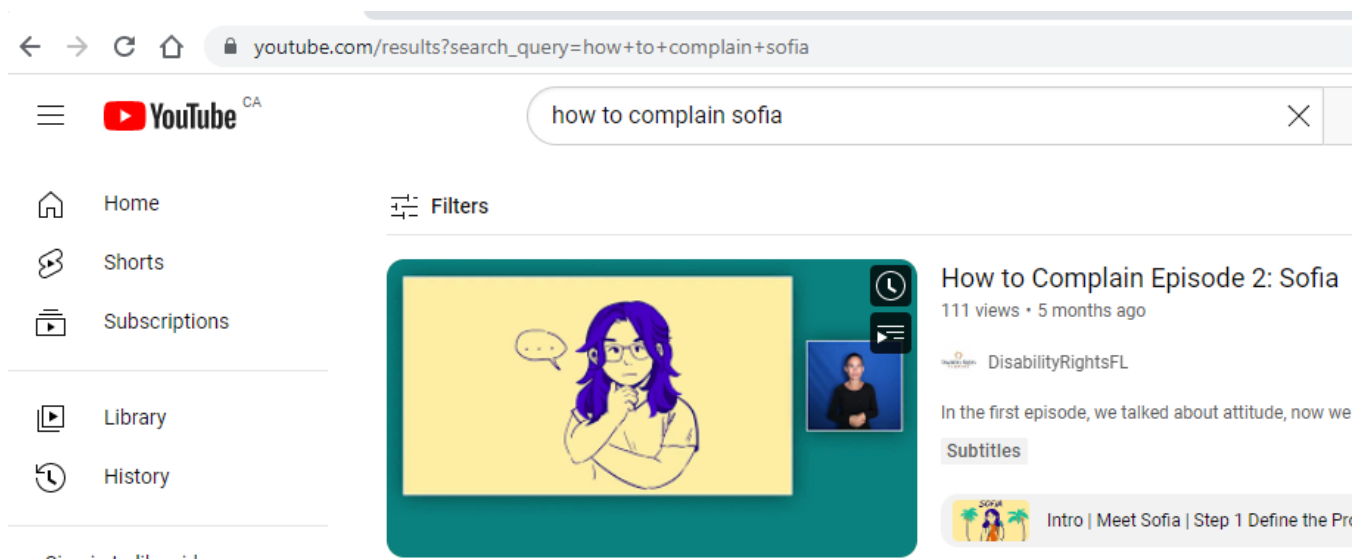 youtube.com/results?search_query=how+to+complain+sofia
YouTube CA
how to complain sofia
Home
Shorts
Subscriptions
Library
History
Filters
How to Complain Episode 2: Sofia
111 views • 5 months ago
DisabilityRightsFL
In the first episode, we talked about attitude, now we
Subtitles
SOFIA
Intro | Meet Sofia | Step 1 Define the Pro